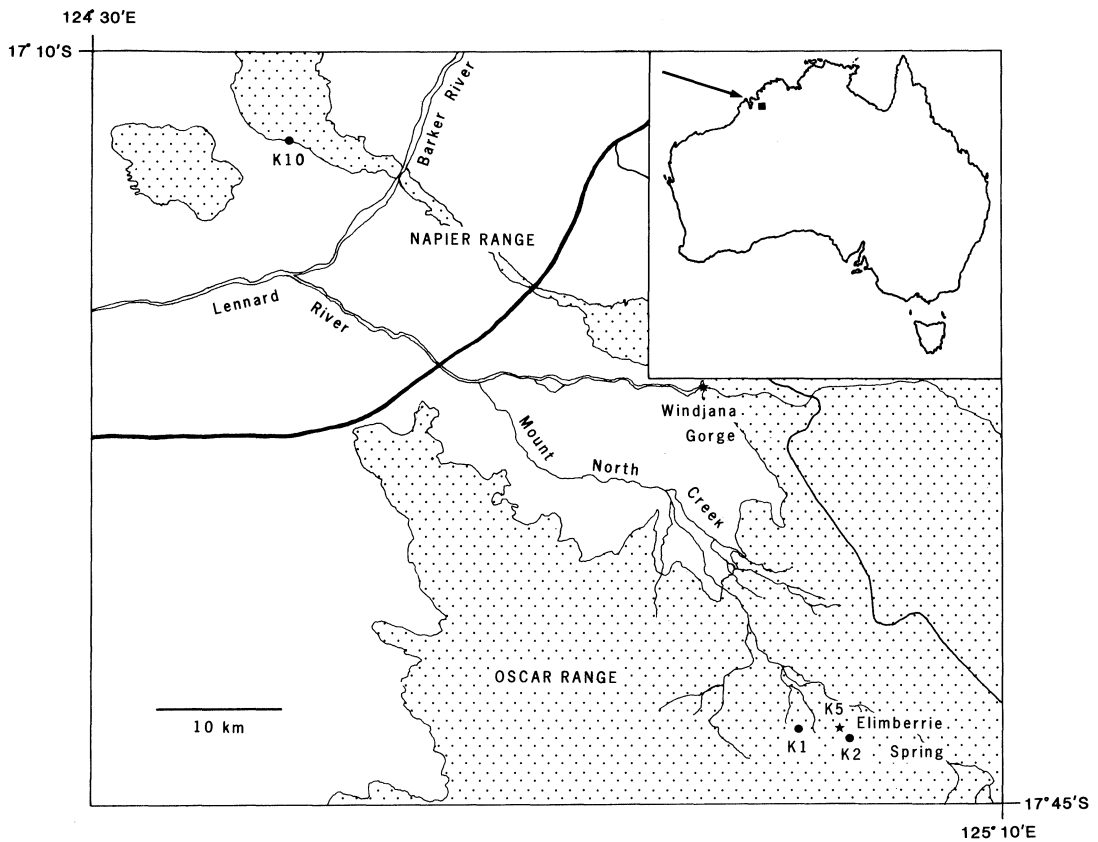 124° 30'E
17° 10'S
Barker River
K10
NAPIER RANGE
Lennard River
Windjana
Gorge
Mount North Creek
OSCAR RANGE
10 km
K5
Elimberrie
K1
K2
Spring
17° 45'S
125° 10'E